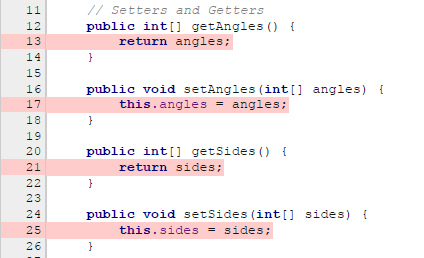 11 // Setters and Getters
12 public int[] getAngles() {
13 return angles;
14 }
15
16 public void setAngles(int[] angles) {
17 this.angles = angles;
18 }
19
20 public int[] getSides() {
21 return sides;
22 }
23
24 public void setSides(int[] sides) {
25 this.sides = sides;
26 }